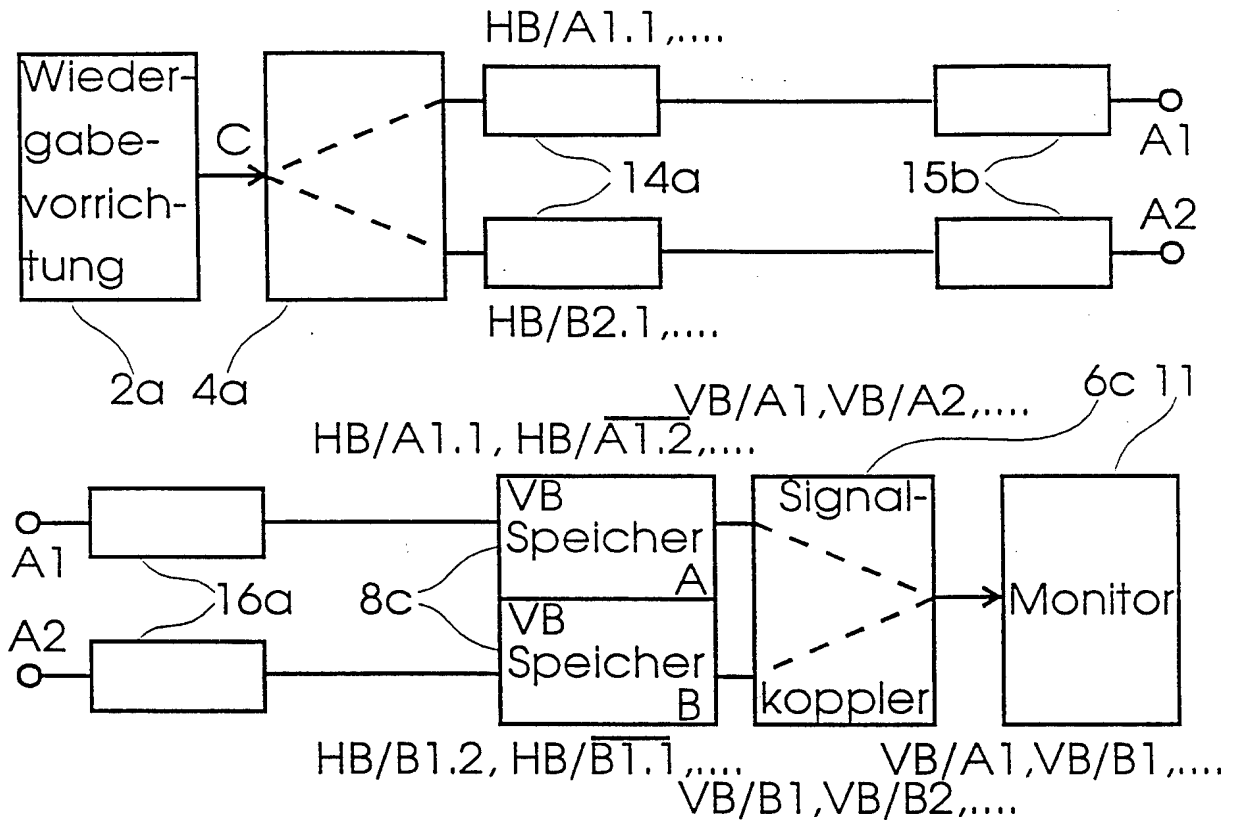 HB/A1.1,....
Wieder-
gabe-
vorrich-
tung
C
14a
15b
A1
A2
HB/B2.1,....
2a 4a
6c 11
VB/A1,VB/A2,....
HB/A1.1, HB/A̅1̅.̅2̅,....
VB
Speicher
A
Signal-
A1
16a
8c
Monitor
A2
VB
Speicher
B
koppler
HB/B1.2, HB/B̅1̅.̅1̅,....
VB/A1,VB/B1,....
VB/B1,VB/B2,....